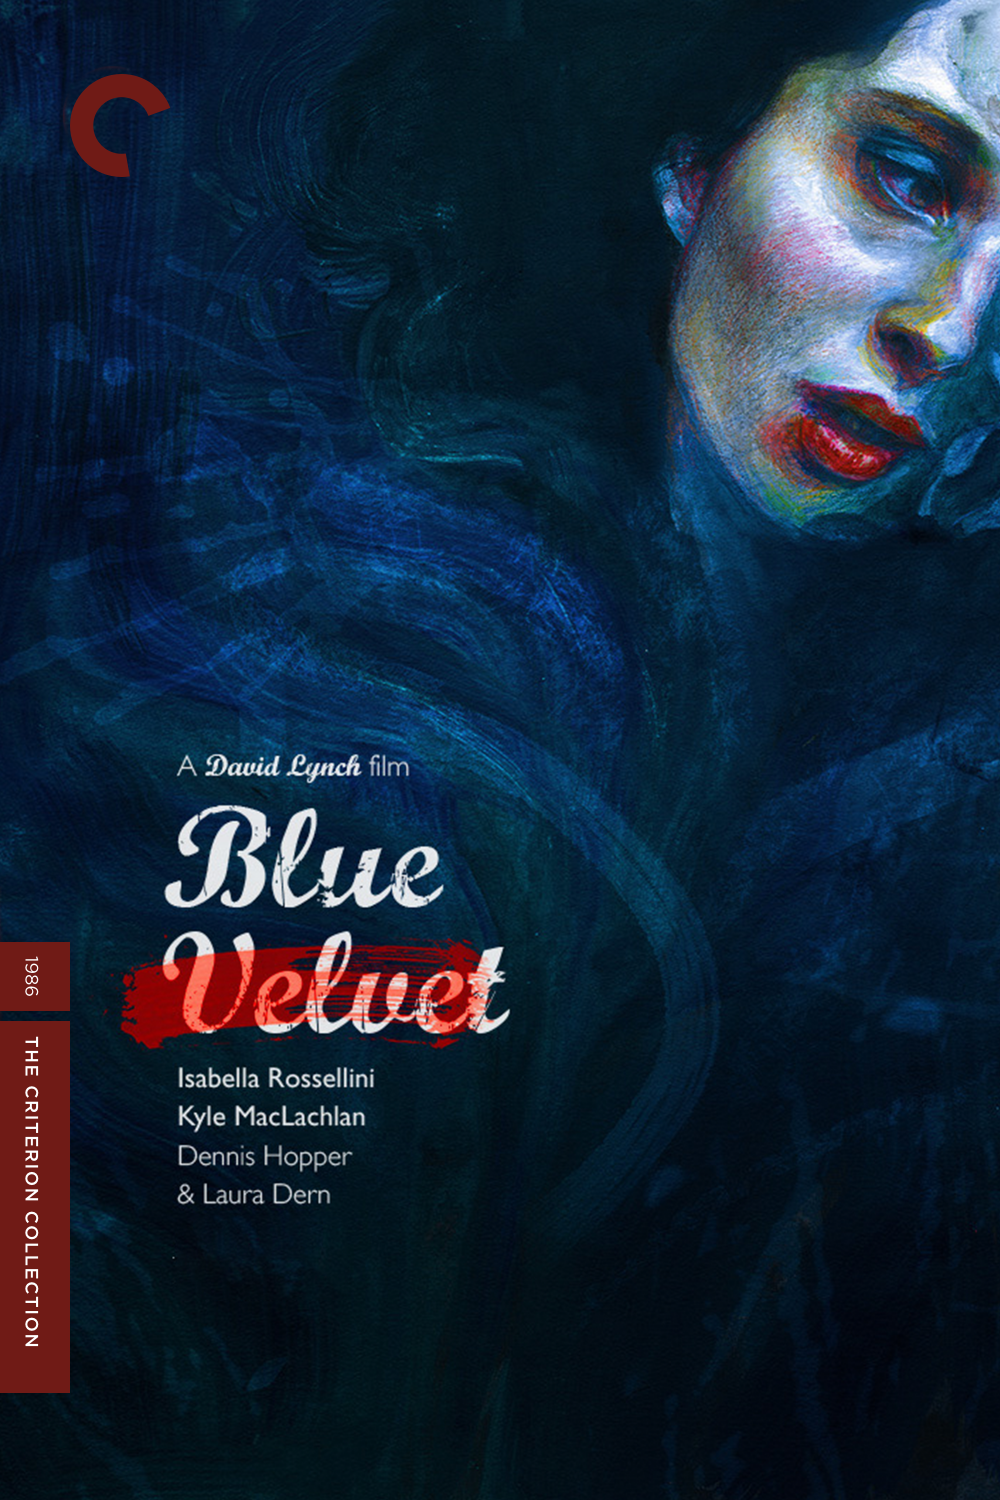 A David Lynch film
Blue
Velvet
Isabella Rossellini
Kyle MacLachlan
Dennis Hopper
& Laura Dern
1986
THE CRITERION COLLECTION